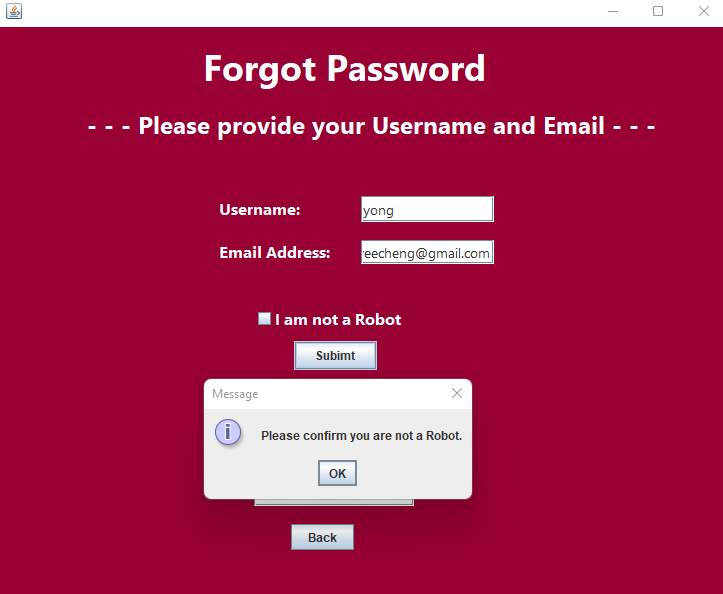 Forgot Password
- - - Please provide your Username and Email - - -
Username: yong
Email Address: eecheng@gmail.com
I am not a Robot
Subimt
Message
Please confirm you are not a Robot.
OK
Back